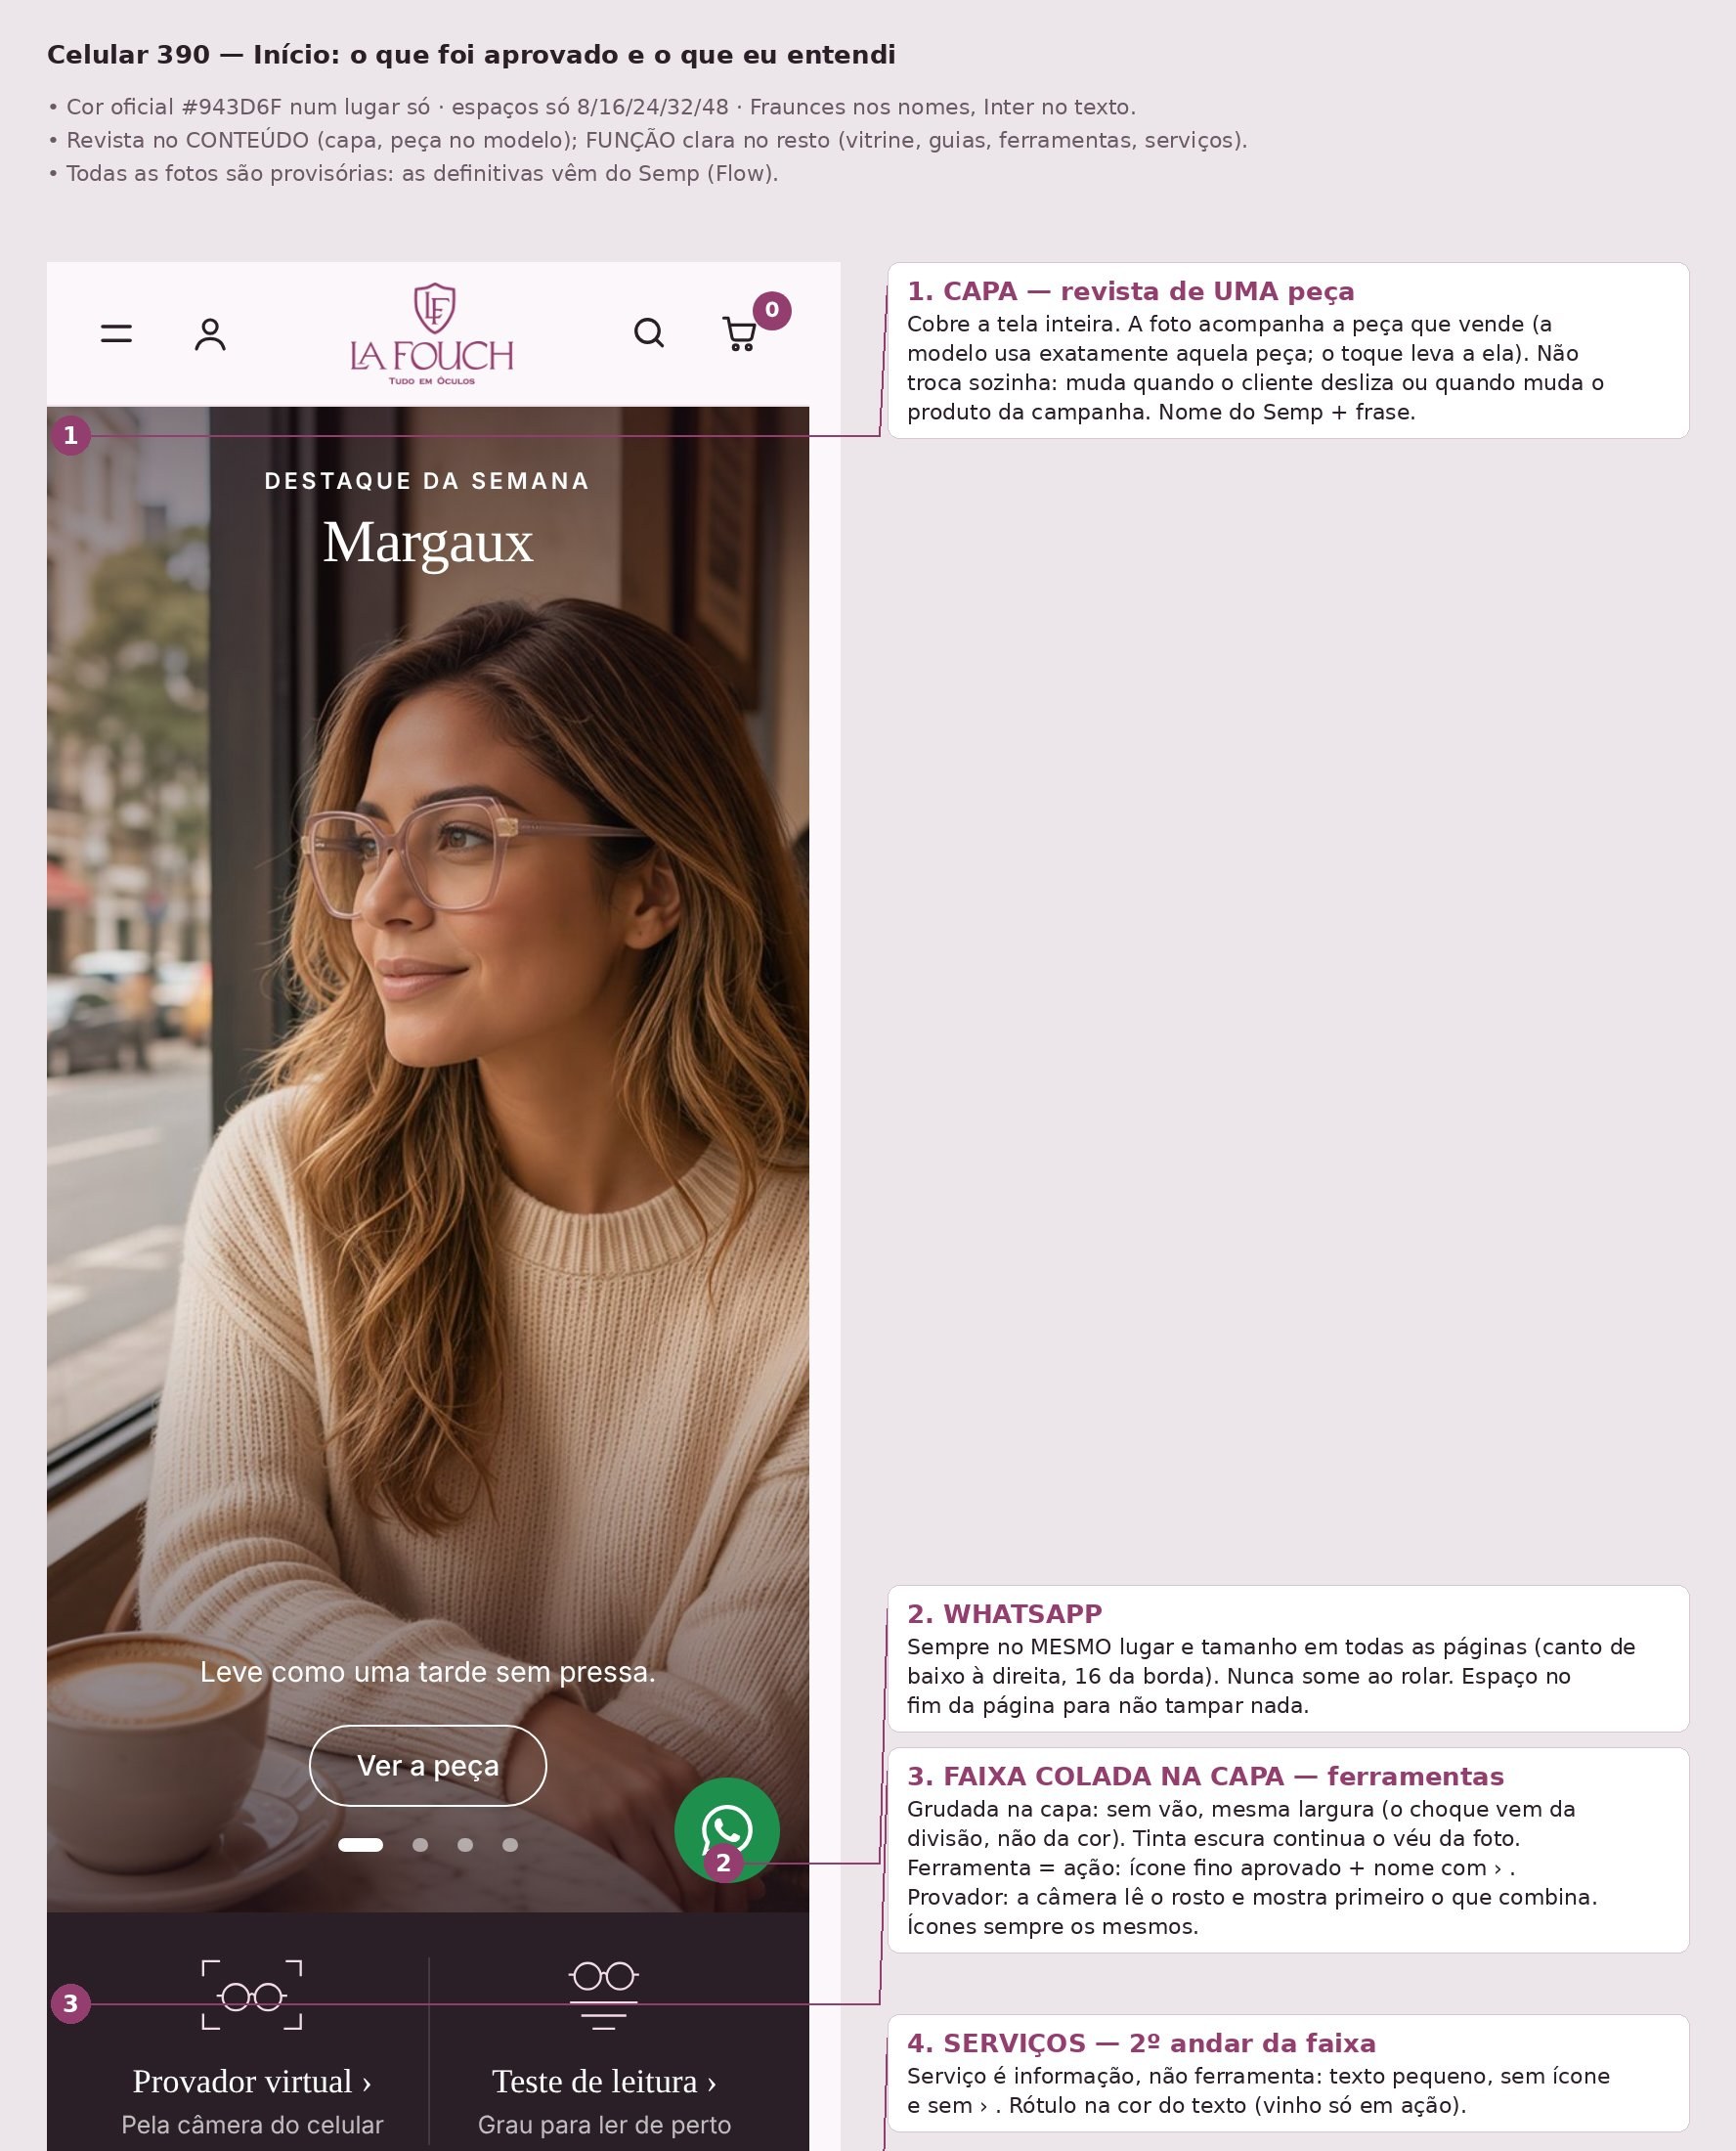 Celular 390 — Início: o que foi aprovado e o que eu entendi
• Cor oficial #943D6F num lugar só · espaços só 8/16/24/32/48 · Fraunces nos nomes, Inter no texto.
• Revista no CONTEÚDO (capa, peça no modelo); FUNÇÃO clara no resto (vitrine, guias, ferramentas, serviços).
• Todas as fotos são provisórias: as definitivas vêm do Semp (Flow).
LF
LA FOUCH
TUDO EM ÓCULOS
0
1
DESTAQUE DA SEMANA
Margaux
Leve como uma tarde sem pressa.
Ver a peça
2
3
Provador virtual ›
Pela câmera do celular
Teste de leitura ›
Grau para ler de perto
1. CAPA — revista de UMA peça
Cobre a tela inteira. A foto acompanha a peça que vende (a
modelo usa exatamente aquela peça; o toque leva a ela). Não
troca sozinha: muda quando o cliente desliza ou quando muda o
produto da campanha. Nome do Semp + frase.
2. WHATSAPP
Sempre no MESMO lugar e tamanho em todas as páginas (canto de
baixo à direita, 16 da borda). Nunca some ao rolar. Espaço no
fim da página para não tampar nada.
3. FAIXA COLADA NA CAPA — ferramentas
Grudada na capa: sem vão, mesma largura (o choque vem da
divisão, não da cor). Tinta escura continua o véu da foto.
Ferramenta = ação: ícone fino aprovado + nome com › .
Provador: a câmera lê o rosto e mostra primeiro o que combina.
Ícones sempre os mesmos.
4. SERVIÇOS — 2º andar da faixa
Serviço é informação, não ferramenta: texto pequeno, sem ícone
e sem › . Rótulo na cor do texto (vinho só em ação).